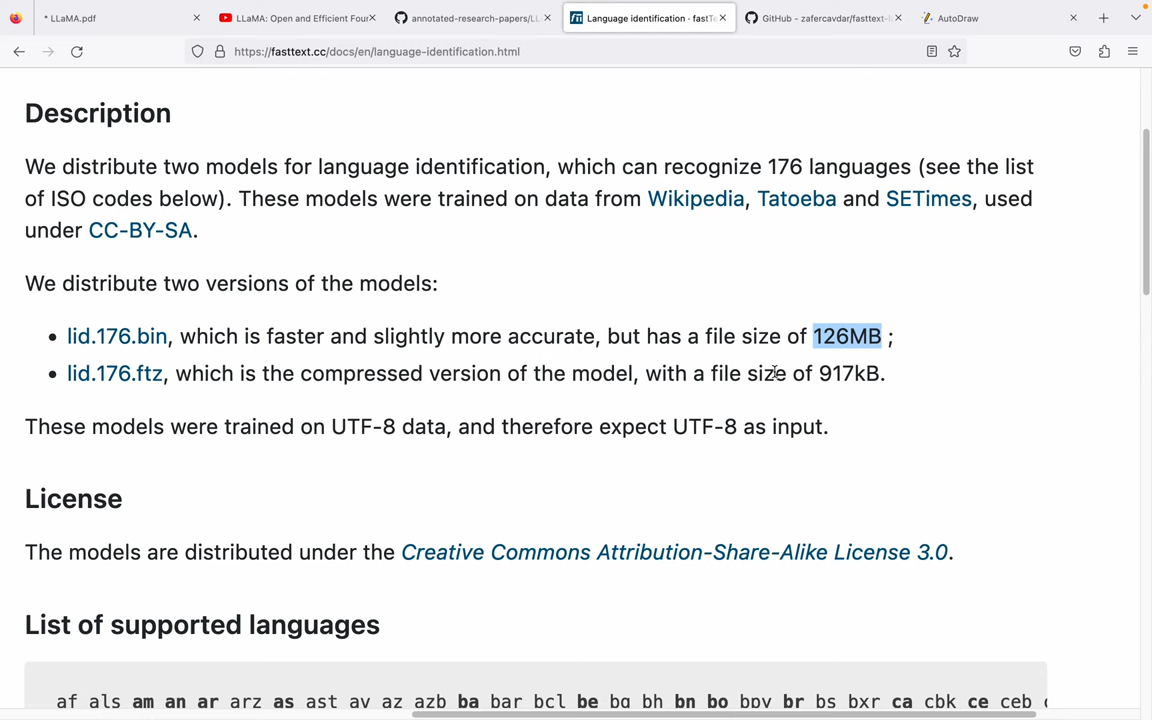 * LLaMA.pdf
LLaMA: Open and Efficient Four
annotated-research-papers/LL
Language identification · fastTe
GitHub - zafercavdar/fasttext-l
AutoDraw
https://fasttext.cc/docs/en/language-identification.html
Description
We distribute two models for language identification, which can recognize 176 languages (see the list
of ISO codes below). These models were trained on data from Wikipedia, Tatoeba and SETimes, used
under CC-BY-SA.
We distribute two versions of the models:
• lid.176.bin, which is faster and slightly more accurate, but has a file size of 126MB ;
• lid.176.ftz, which is the compressed version of the model, with a file size of 917kB.
These models were trained on UTF-8 data, and therefore expect UTF-8 as input.
License
The models are distributed under the Creative Commons Attribution-Share-Alike License 3.0.
List of supported languages
af als am an ar arz as ast av az azb ba bar bcl be bg bh bn bo bpy br bs bxr ca cbk ce ceb